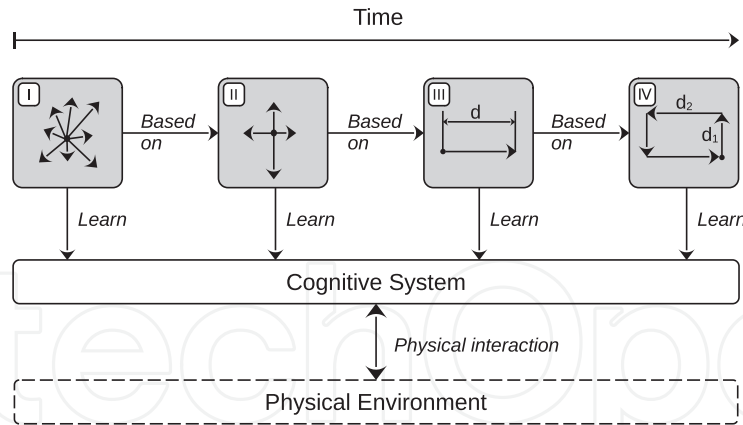 Time
I
II
III
IV
d
d2
d1
Based
on
Based
on
Based
on
Learn
Learn
Learn
Learn
Cognitive System
Physical interaction
Physical Environment